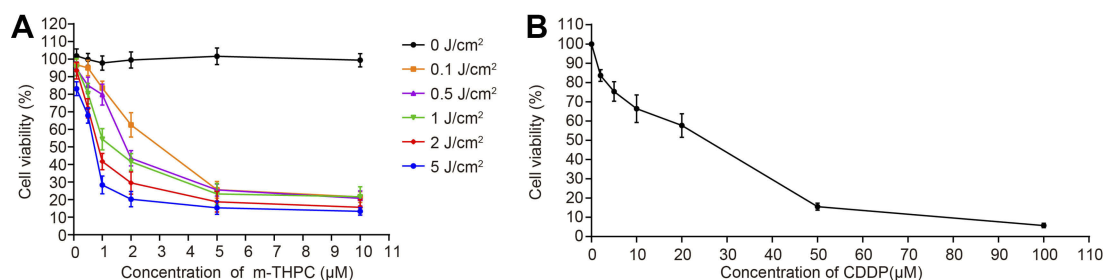 A
120
110
100
90
80
70
60
50
40
30
20
10
0
Cell viability (%)
0 1 2 3 4 5 6 7 8 9 10 11
Concentration of m-THPC (µM)
0 J/cm²
0.1 J/cm²
0.5 J/cm²
1 J/cm²
2 J/cm²
5 J/cm²
B
110
100
90
80
70
60
50
40
30
20
10
0
Cell viability (%)
0 10 20 30 40 50 60 70 80 90 100 110
Concentration of CDDP(µM)